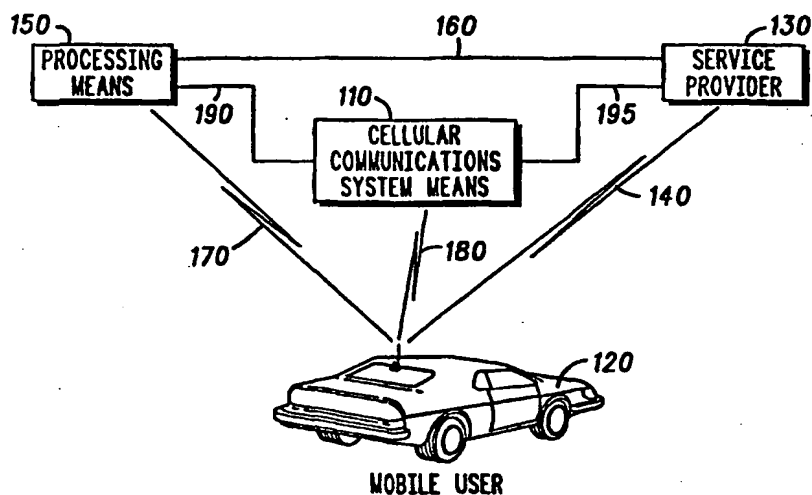 150
160
130
PROCESSING
MEANS
SERVICE
PROVIDER
190
110
195
CELLULAR
COMMUNICATIONS
SYSTEM MEANS
140
170
180
120
MOBILE USER